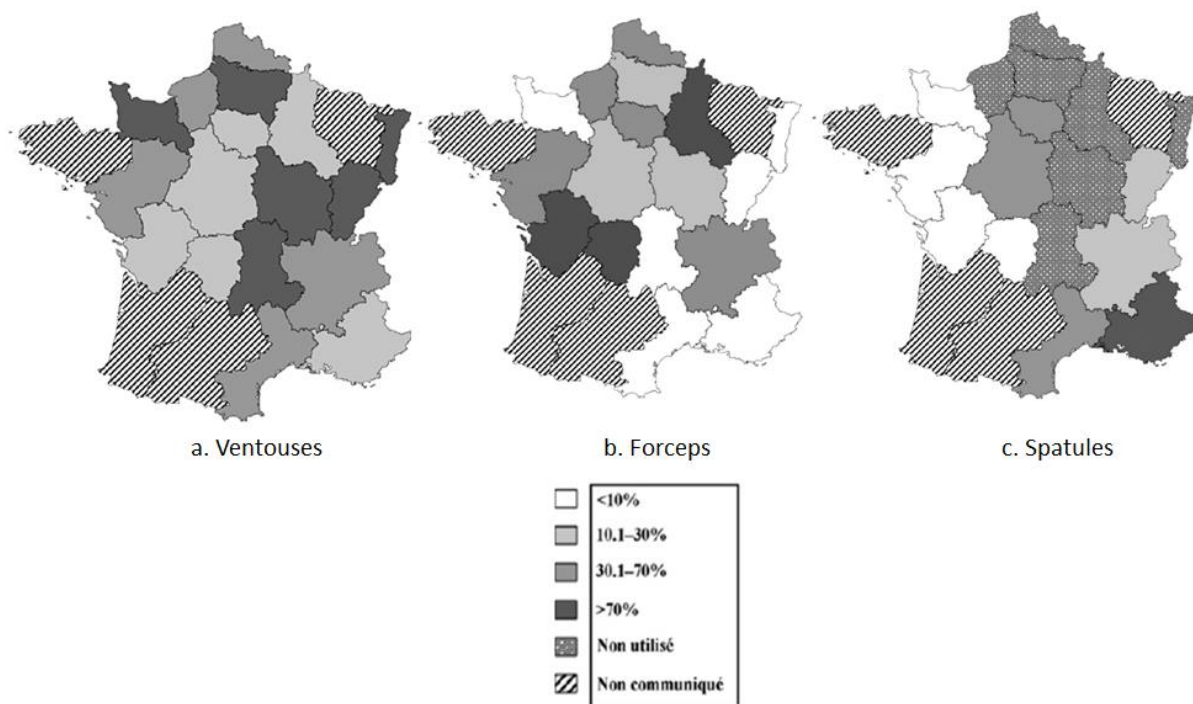 a. Ventouses
b. Forceps
c. Spatules
<10%
10.1–30%
30.1–70%
>70%
Non utilisé
Non communiqué